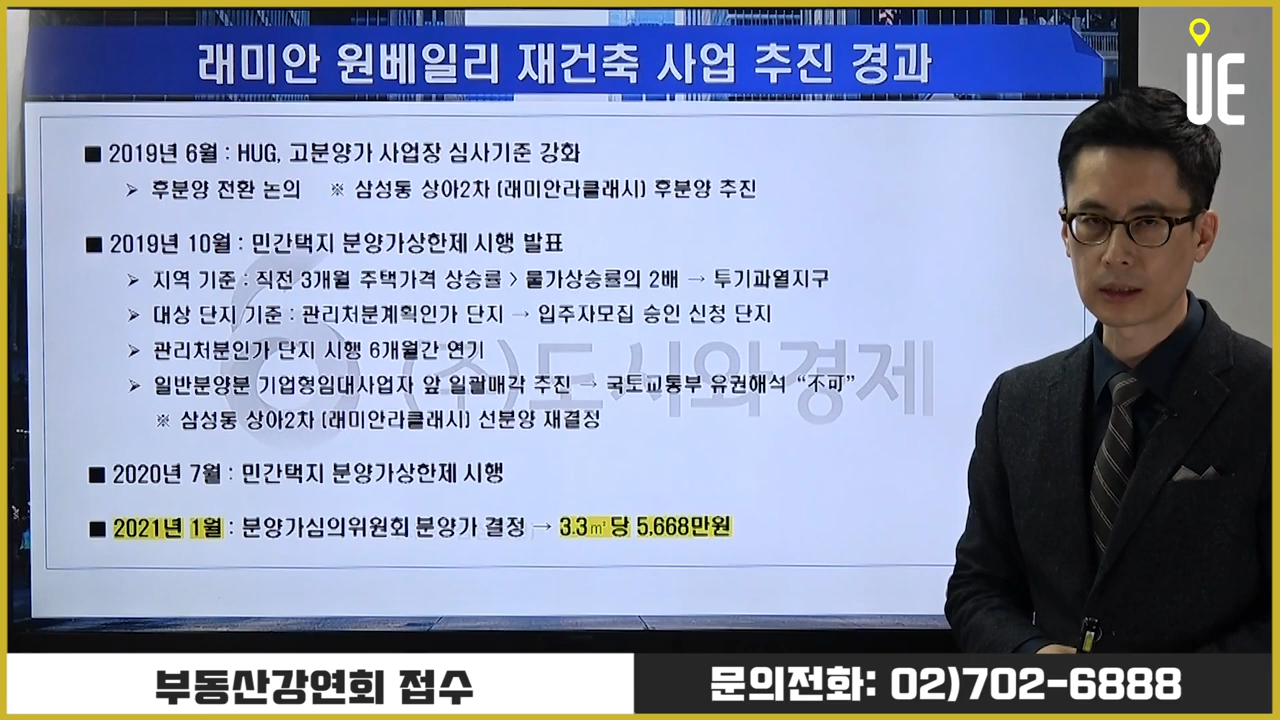 래미안 원베일리 재건축 사업 추진 경과
UE
■ 2019년 6월 : HUG, 고분양가 사업장 심사기준 강화
➢ 후분양 전환 논의 ※ 삼성동 상아2차 (래미안라클래시) 후분양 추진
■ 2019년 10월 : 민간택지 분양가상한제 시행 발표
➢ 지역 기준 : 직전 3개월 주택가격 상승률 > 물가상승률의 2배 → 투기과열지구
➢ 대상 단지 기준 : 관리처분계획인가 단지 → 입주자모집 승인 신청 단지
➢ 관리처분인가 단지 시행 6개월간 연기
➢ 일반분양분 기업형임대사업자 앞 일괄매각 추진 → 국토교통부 유권해석 “不可”
※ 삼성동 상아2차 (래미안라클래시) 선분양 재결정
(주)도시와경제
■ 2020년 7월 : 민간택지 분양가상한제 시행
■ 2021년 1월 : 분양가심의위원회 분양가 결정 → 3.3㎡당 5,668만원
부동산강연회 접수
문의전화: 02)702-6888